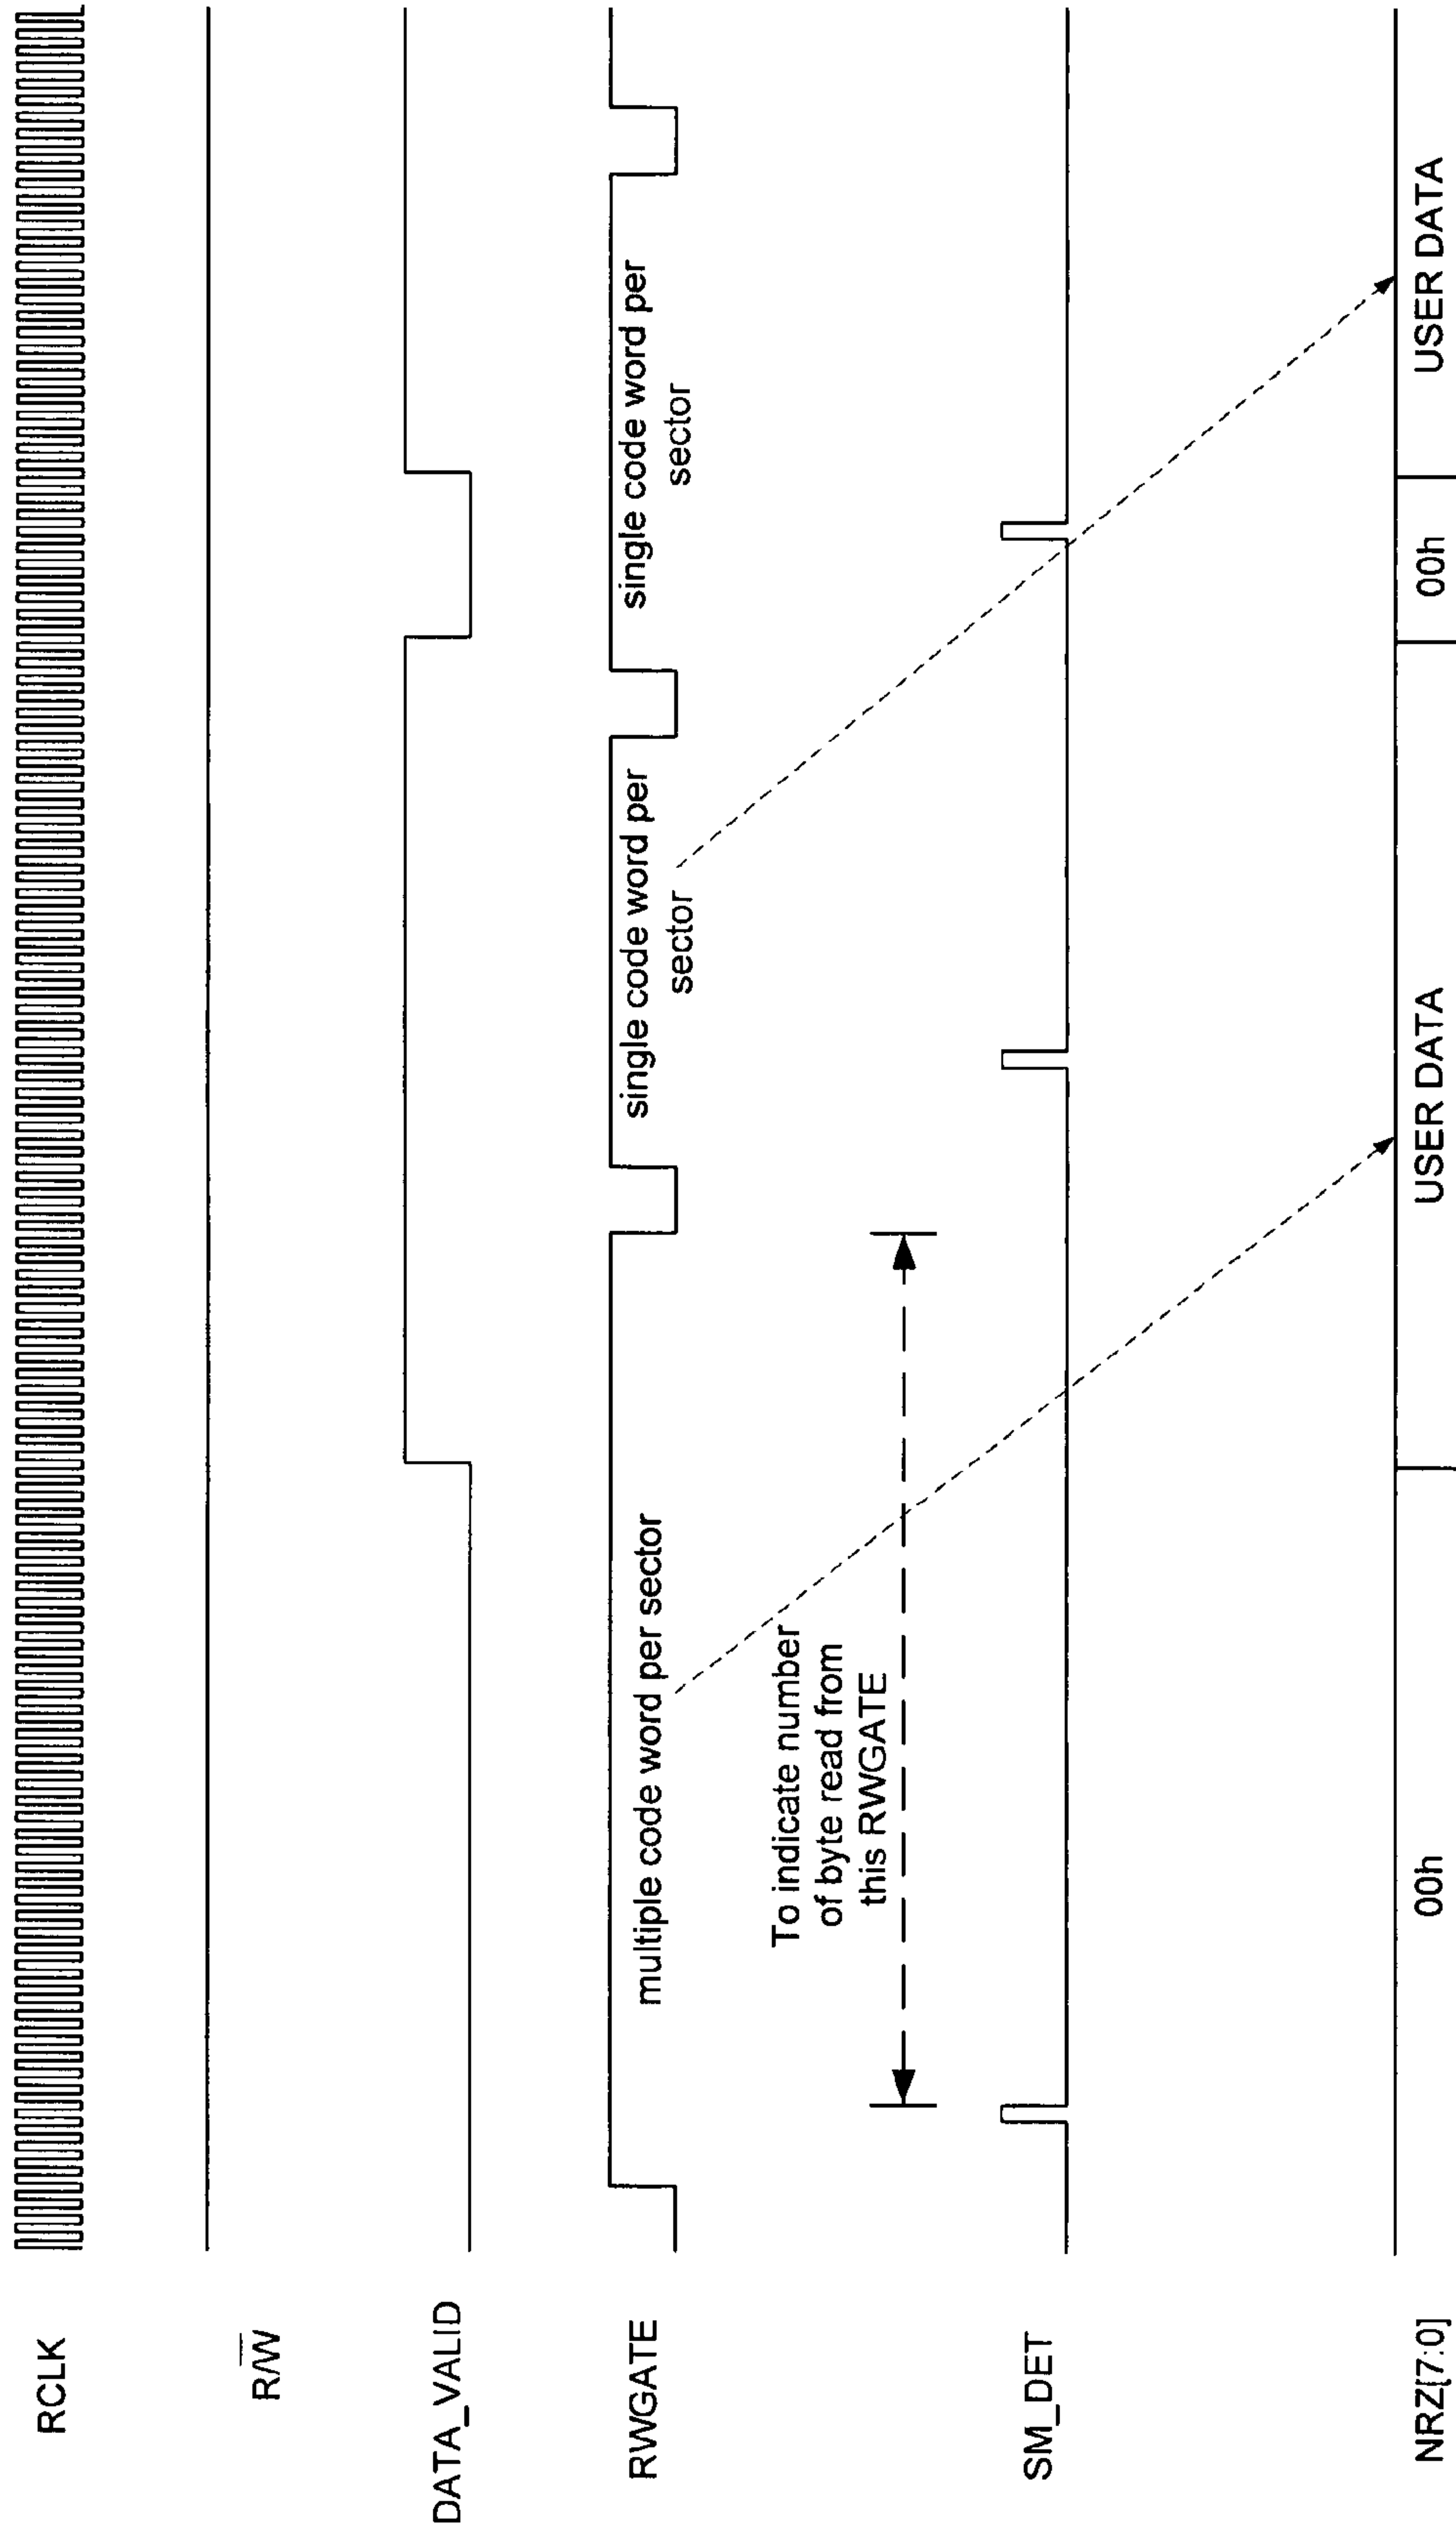 RCLK
R/W
DATA_VALID
RWGATE
multiple code word per sector
single code word per
sector
single code word per
sector
To indicate number
of byte read from
this RWGATE
SM_DET
NRZ[7:0]
00h
USER DATA
00h
USER DATA